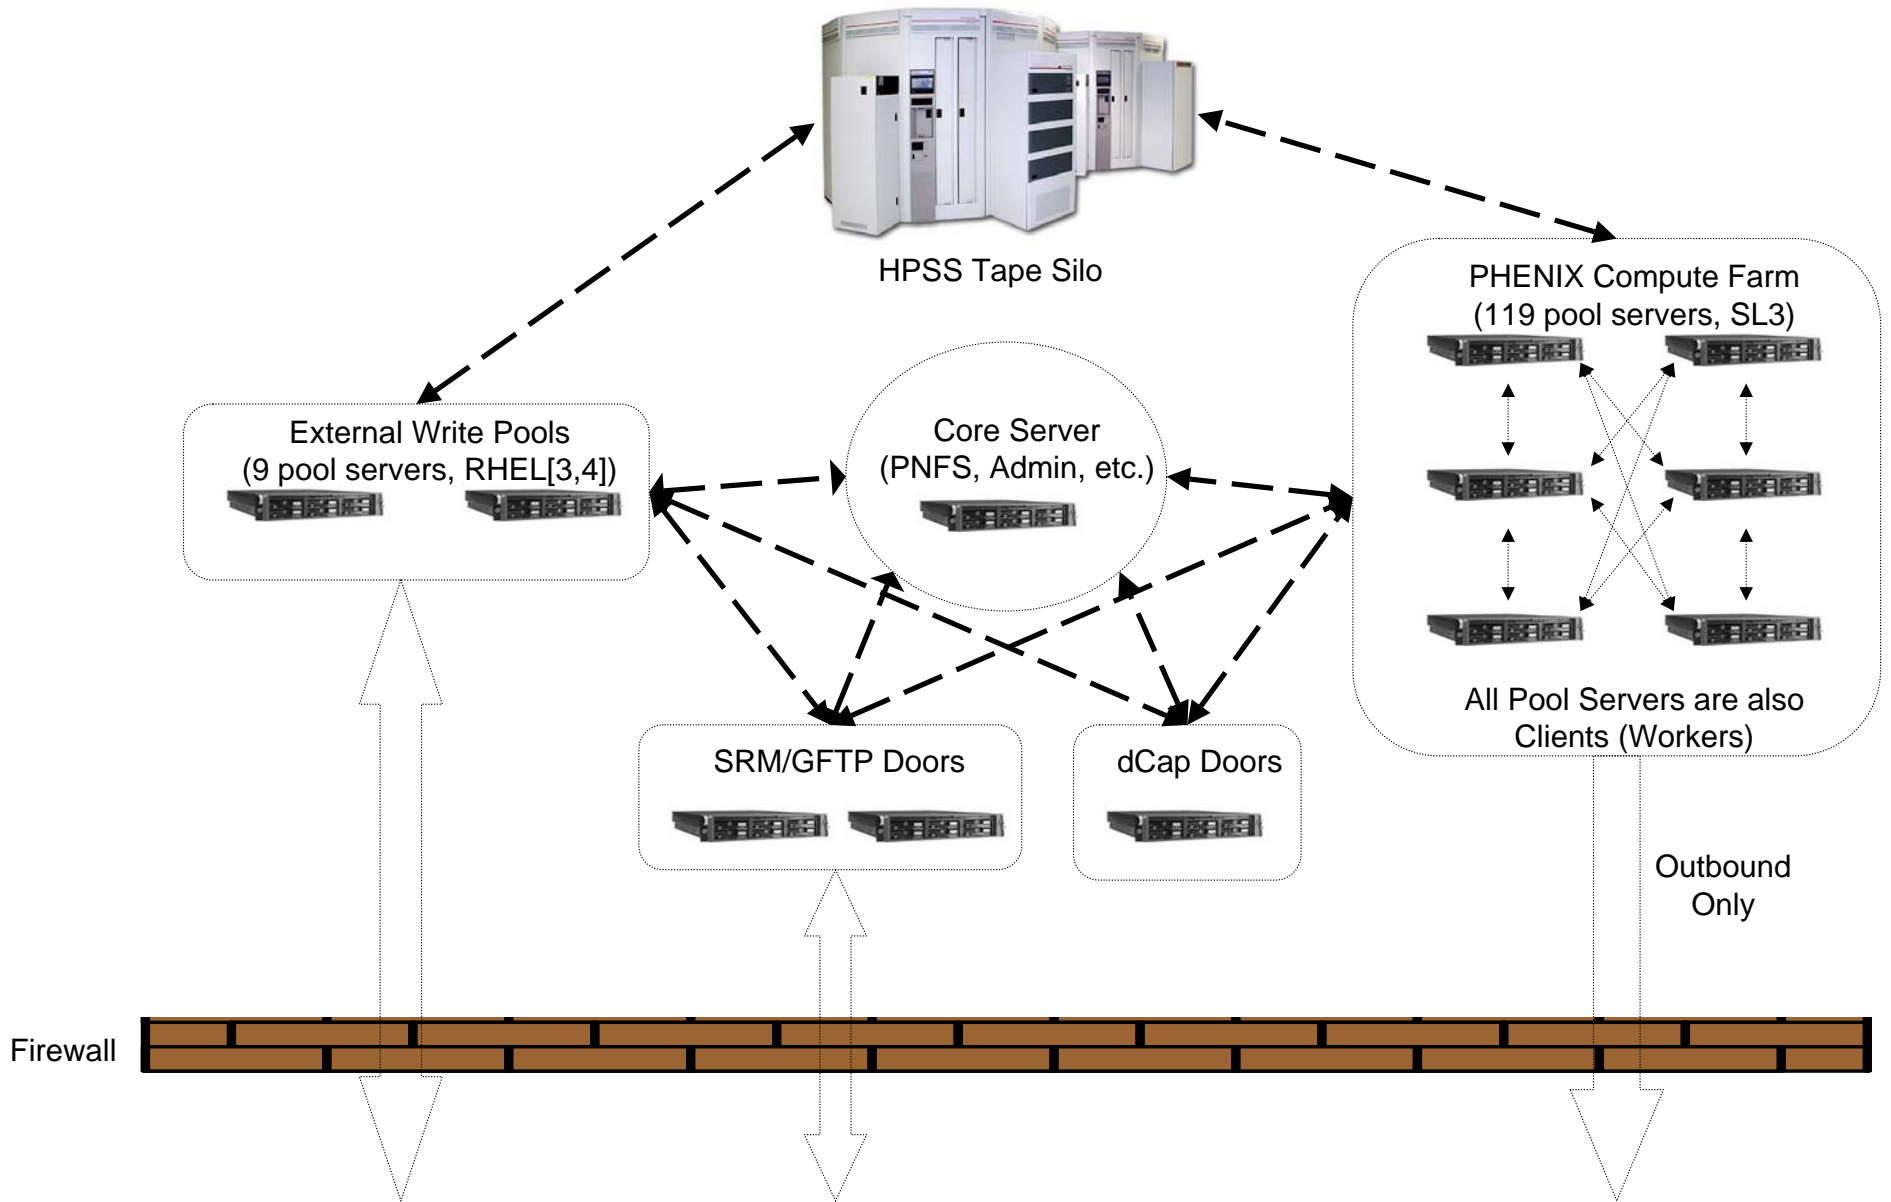 HPSS Tape Silo
PHENIX Compute Farm
(119 pool servers, SL3)
External Write Pools
(9 pool servers, RHEL[3,4])
Core Server
(PNFS, Admin, etc.)
All Pool Servers are also
Clients (Workers)
SRM/GFTP Doors
dCap Doors
Outbound
Only
Firewall